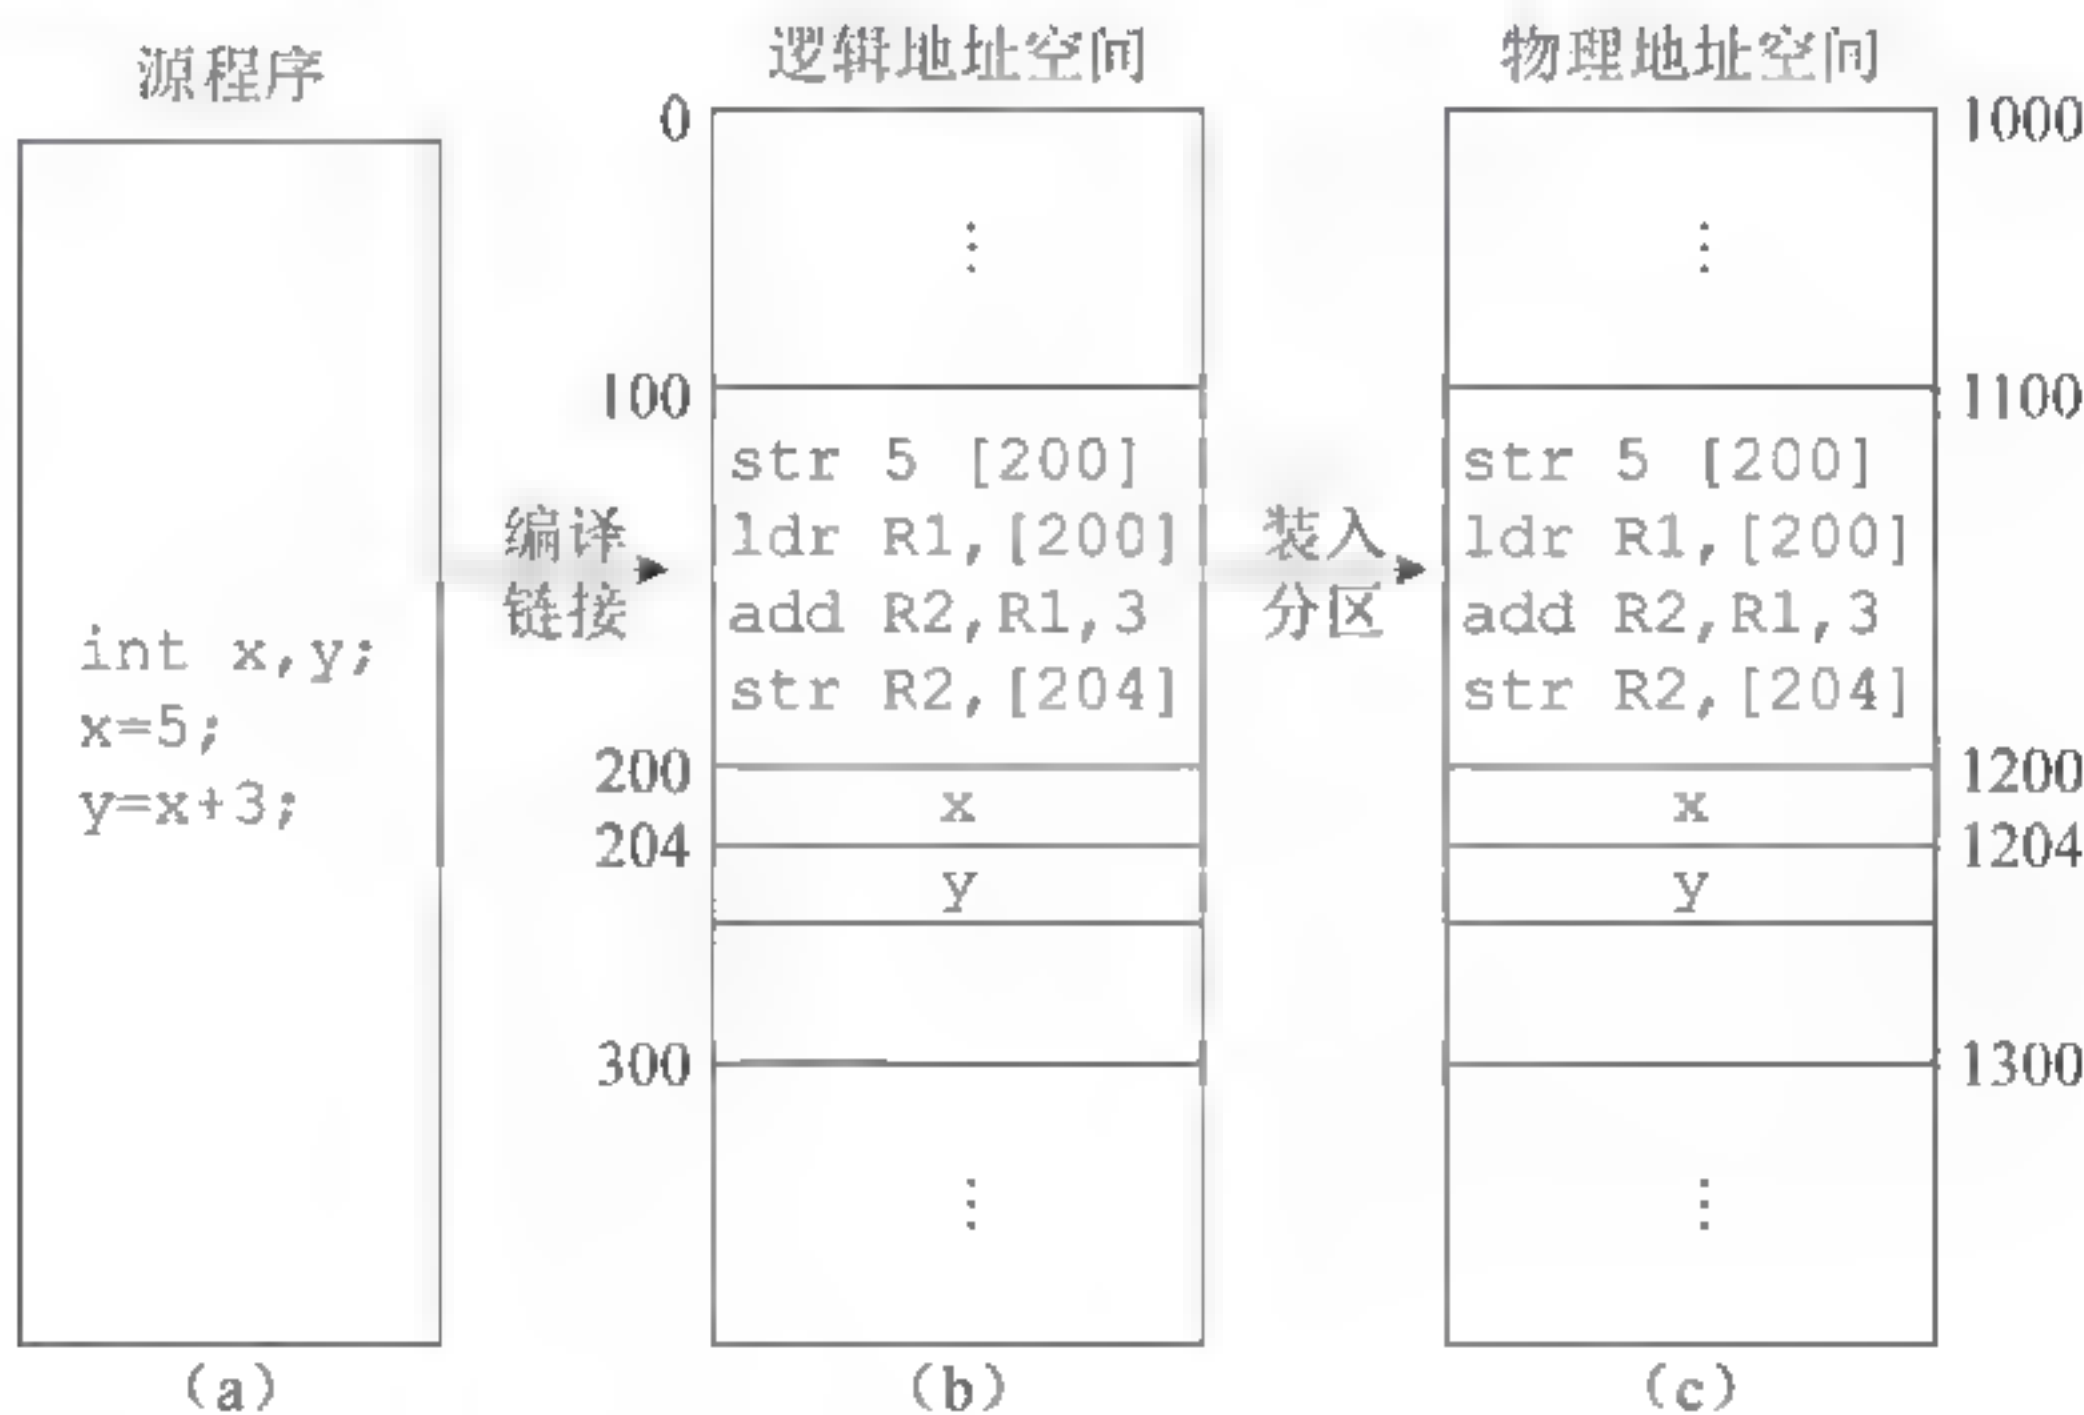 源程序
int x,y;
x=5;
y=x+3;
(a)
编译
链接
逻辑地址空间
0
⋮
100
str 5 [200]
ldr R1,[200]
add R2,R1,3
str R2,[204]
200
x
204
y
300
⋮
(b)
装入
分区
物理地址空间
1000
⋮
1100
str 5 [200]
ldr R1,[200]
add R2,R1,3
str R2,[204]
1200
x
1204
y
1300
⋮
(c)